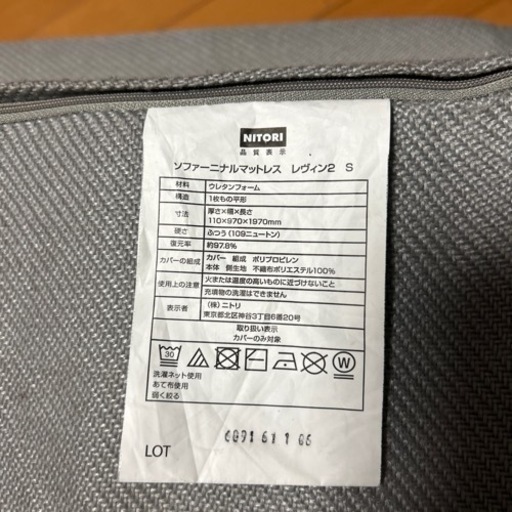 NITORI
品質表示
ソファーニナルマットレス レヴィン2 S
材料 ウレタンフォーム
構造 1枚もの平形
寸法 厚さ×幅×長さ
110×970×1970mm
硬さ ふつう(109ニュートン)
復元率 約97.8%
カバーの組成 カバー 組成 ポリプロピレン
本体 側生地 不織布ポリエステル100%
使用上の注意 火または温度の高いものに近づけないこと
充填物の洗濯はできません
表示者 (株)ニトリ
東京都北区神谷3丁目6番20号
取り扱い表示
カバーのみ対象
30 W
洗濯ネット使用
あて布使用
弱く絞る
LOT